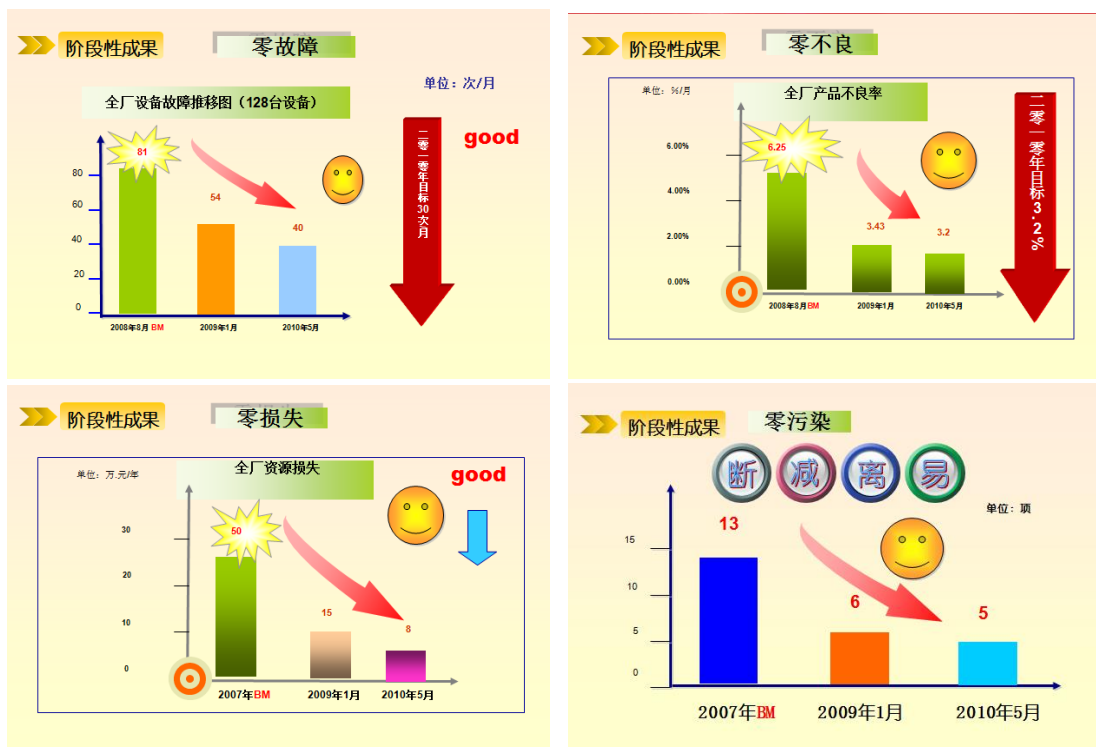 阶段性成果
零故障
单位：次/月
全厂设备故障推移图（128台设备）
good
81
54
40
80
60
40
20
0
2008年8月 BM
2009年1月
2010年5月
二零一零年目标30次月
阶段性成果
零不良
单位：%/月
全厂产品不良率
6.25
3.43
3.2
6.00%
4.00%
2.00%
0.00%
2008年8月BM
2009年1月
2010年5月
二零一零年目标3.2%
阶段性成果
零损失
单位：万.元/年
全厂资源损失
good
50
15
8
30
20
10
0
2007年BM
2009年1月
2010年5月
阶段性成果
零污染
断 减 离 易
单位：项
13
6
5
15
10
5
0
2007年BM
2009年1月
2010年5月